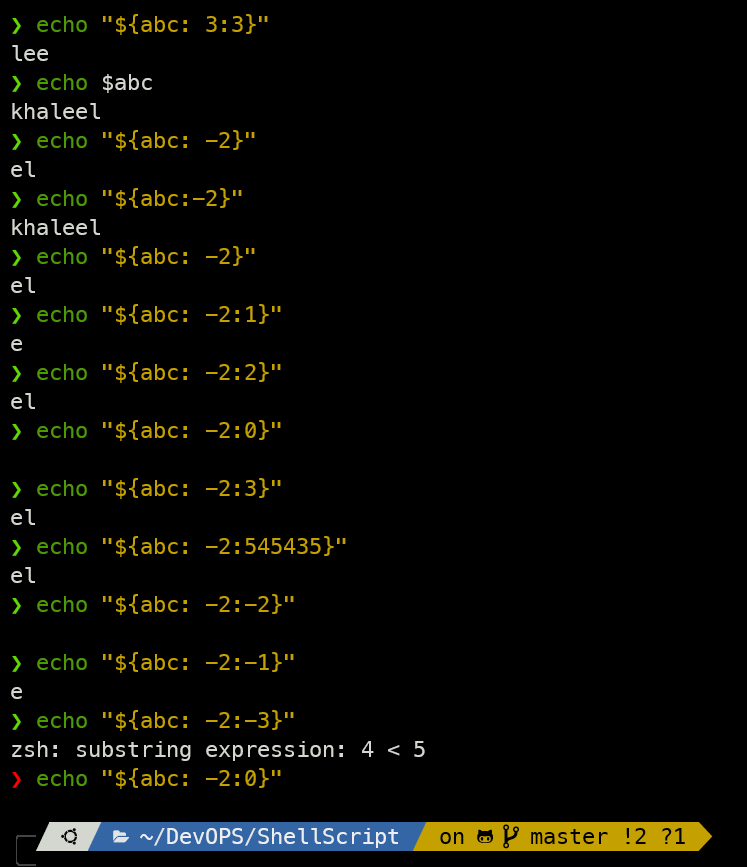 ❯ echo "${abc: 3:3}"
lee
❯ echo $abc
khaleel
❯ echo "${abc: -2}"
el
❯ echo "${abc:-2}"
khaleel
❯ echo "${abc: -2}"
el
❯ echo "${abc: -2:1}"
e
❯ echo "${abc: -2:2}"
el
❯ echo "${abc: -2:0}"

❯ echo "${abc: -2:3}"
el
❯ echo "${abc: -2:545435}"
el
❯ echo "${abc: -2:-2}"

❯ echo "${abc: -2:-1}"
e
❯ echo "${abc: -2:-3}"
zsh: substring expression: 4 < 5
❯ echo "${abc: -2:0}"

~/DevOPS/ShellScript on master !2 ?1